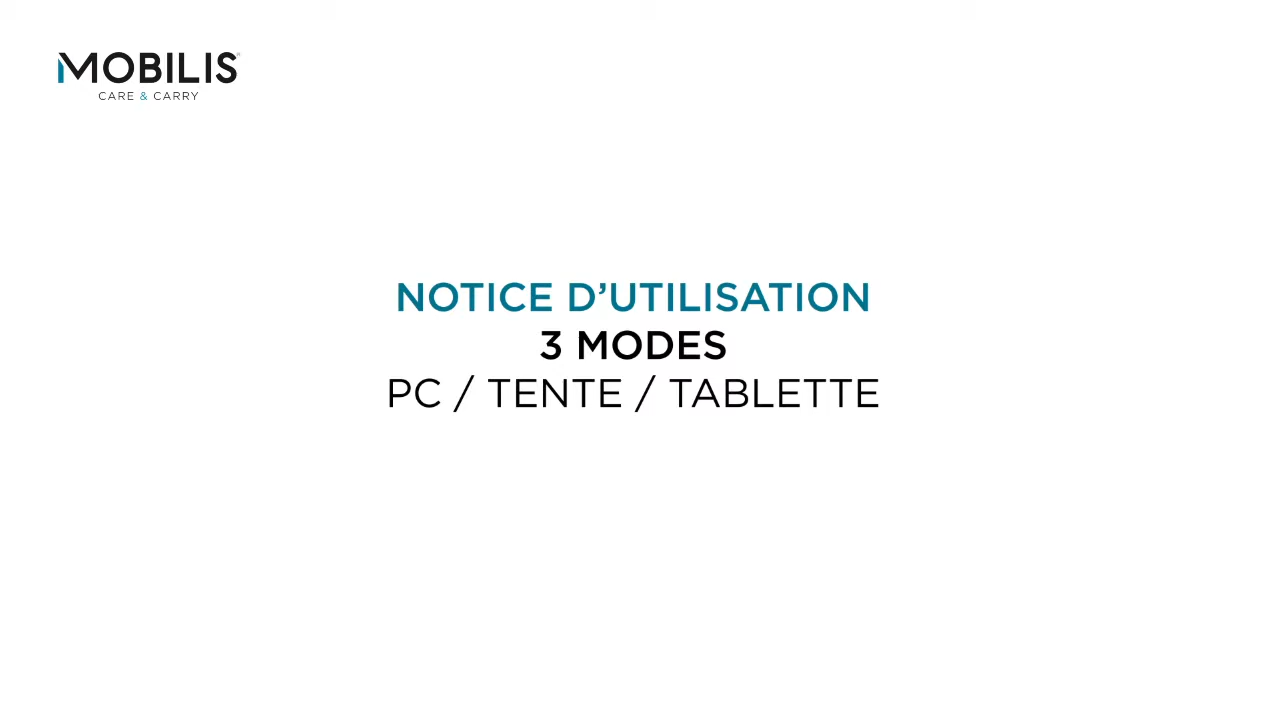 MOBILIS
CARE & CARRY
NOTICE D’UTILISATION
3 MODES
PC / TENTE / TABLETTE